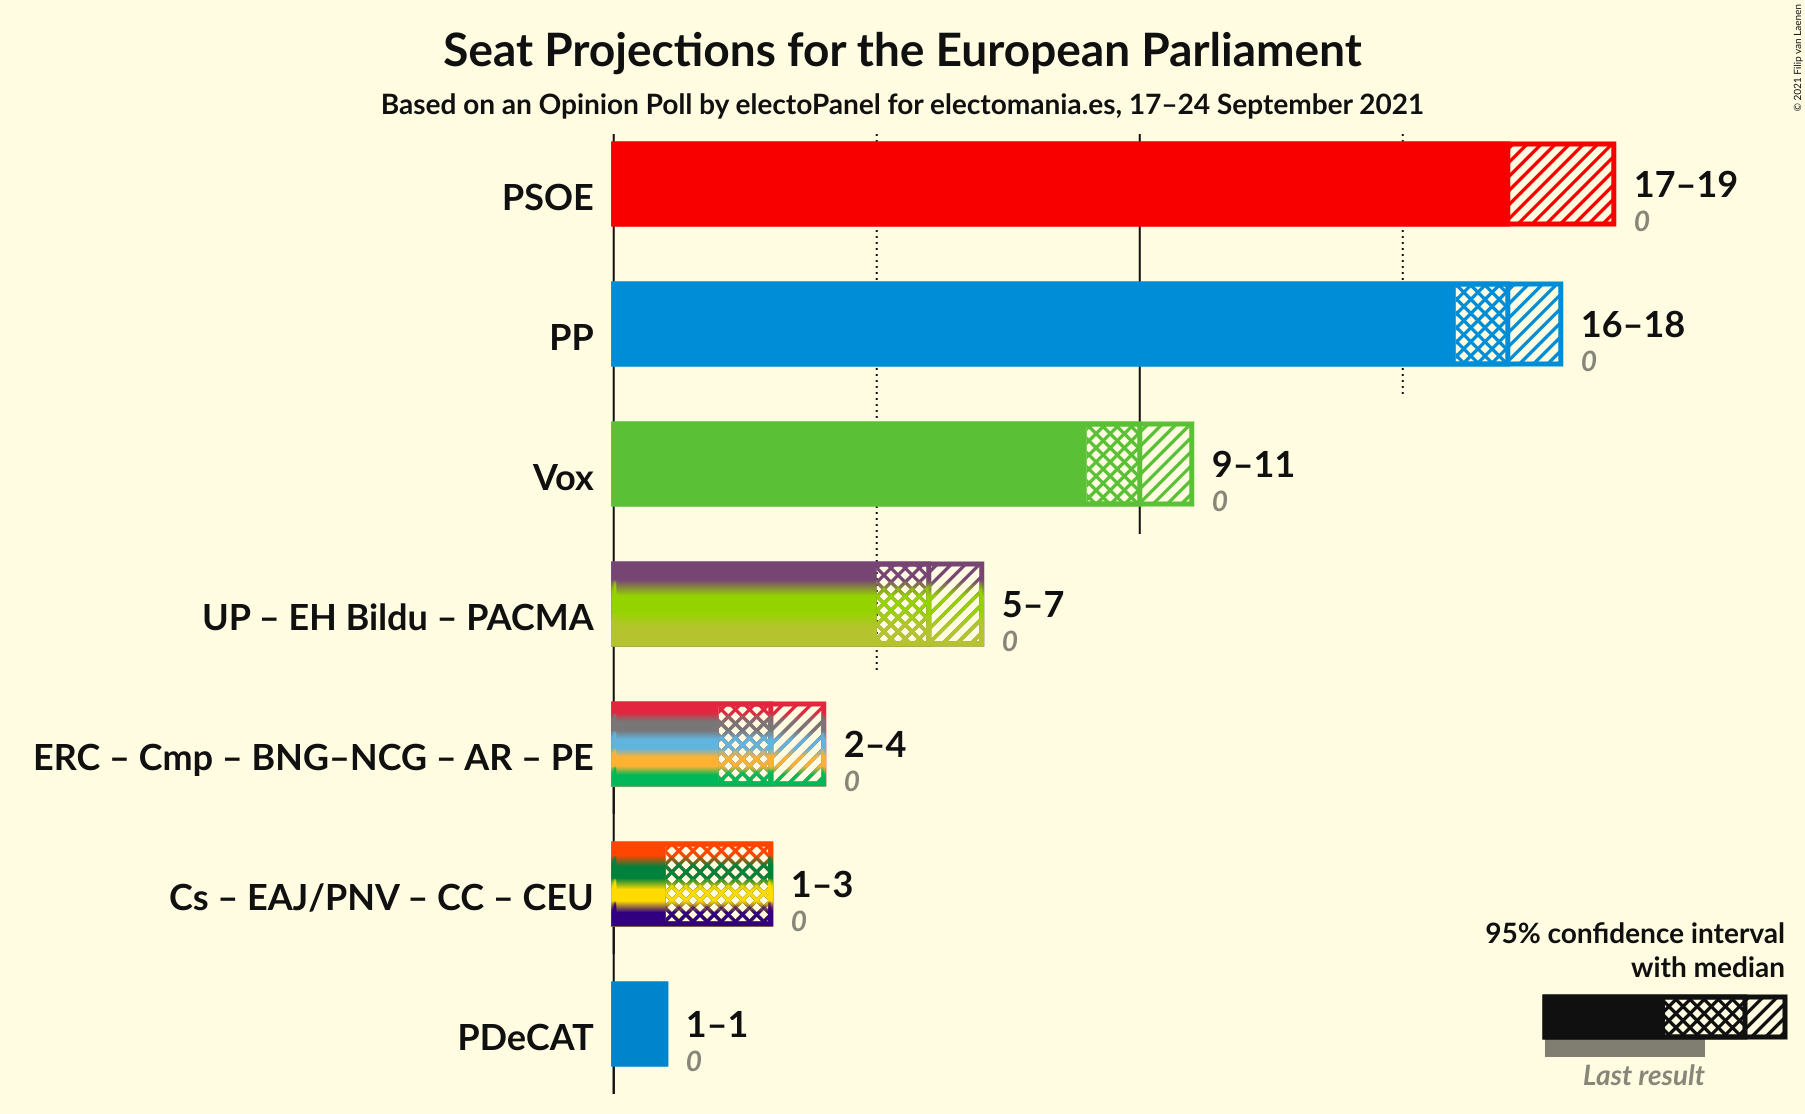 Seat Projections for the European Parliament
Based on an Opinion Poll by electoPanel for electomania.es, 17–24 September 2021
© 2021 Filip van Laenen
PSOE
17–19
0
PP
16–18
0
Vox
9–11
0
UP – EH Bildu – PACMA
5–7
0
ERC – Cmp – BNG–NCG – AR – PE
2–4
0
Cs – EAJ/PNV – CC – CEU
1–3
0
PDeCAT
1–1
0
95% confidence interval
with median
Last result